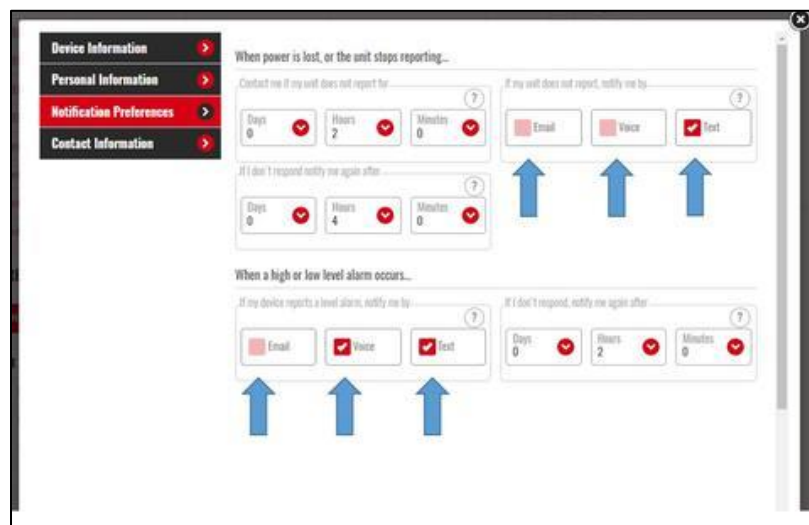 Device Information
Personal Information
Notification Preferences
Contact Information
When power is lost, or the unit stops reporting...
Contact me if my unit does not report for
?
Days
0
Hours
2
Minutes
0
If my unit does not report, notify me by
?
Email
Voice
Text
If I don't respond notify me again after
?
Days
0
Hours
4
Minutes
0
When a high or low level alarm occurs...
If my device reports a level alarm, notify me by
?
Email
Voice
Text
If I don't respond, notify me again after
?
Days
0
Hours
2
Minutes
0